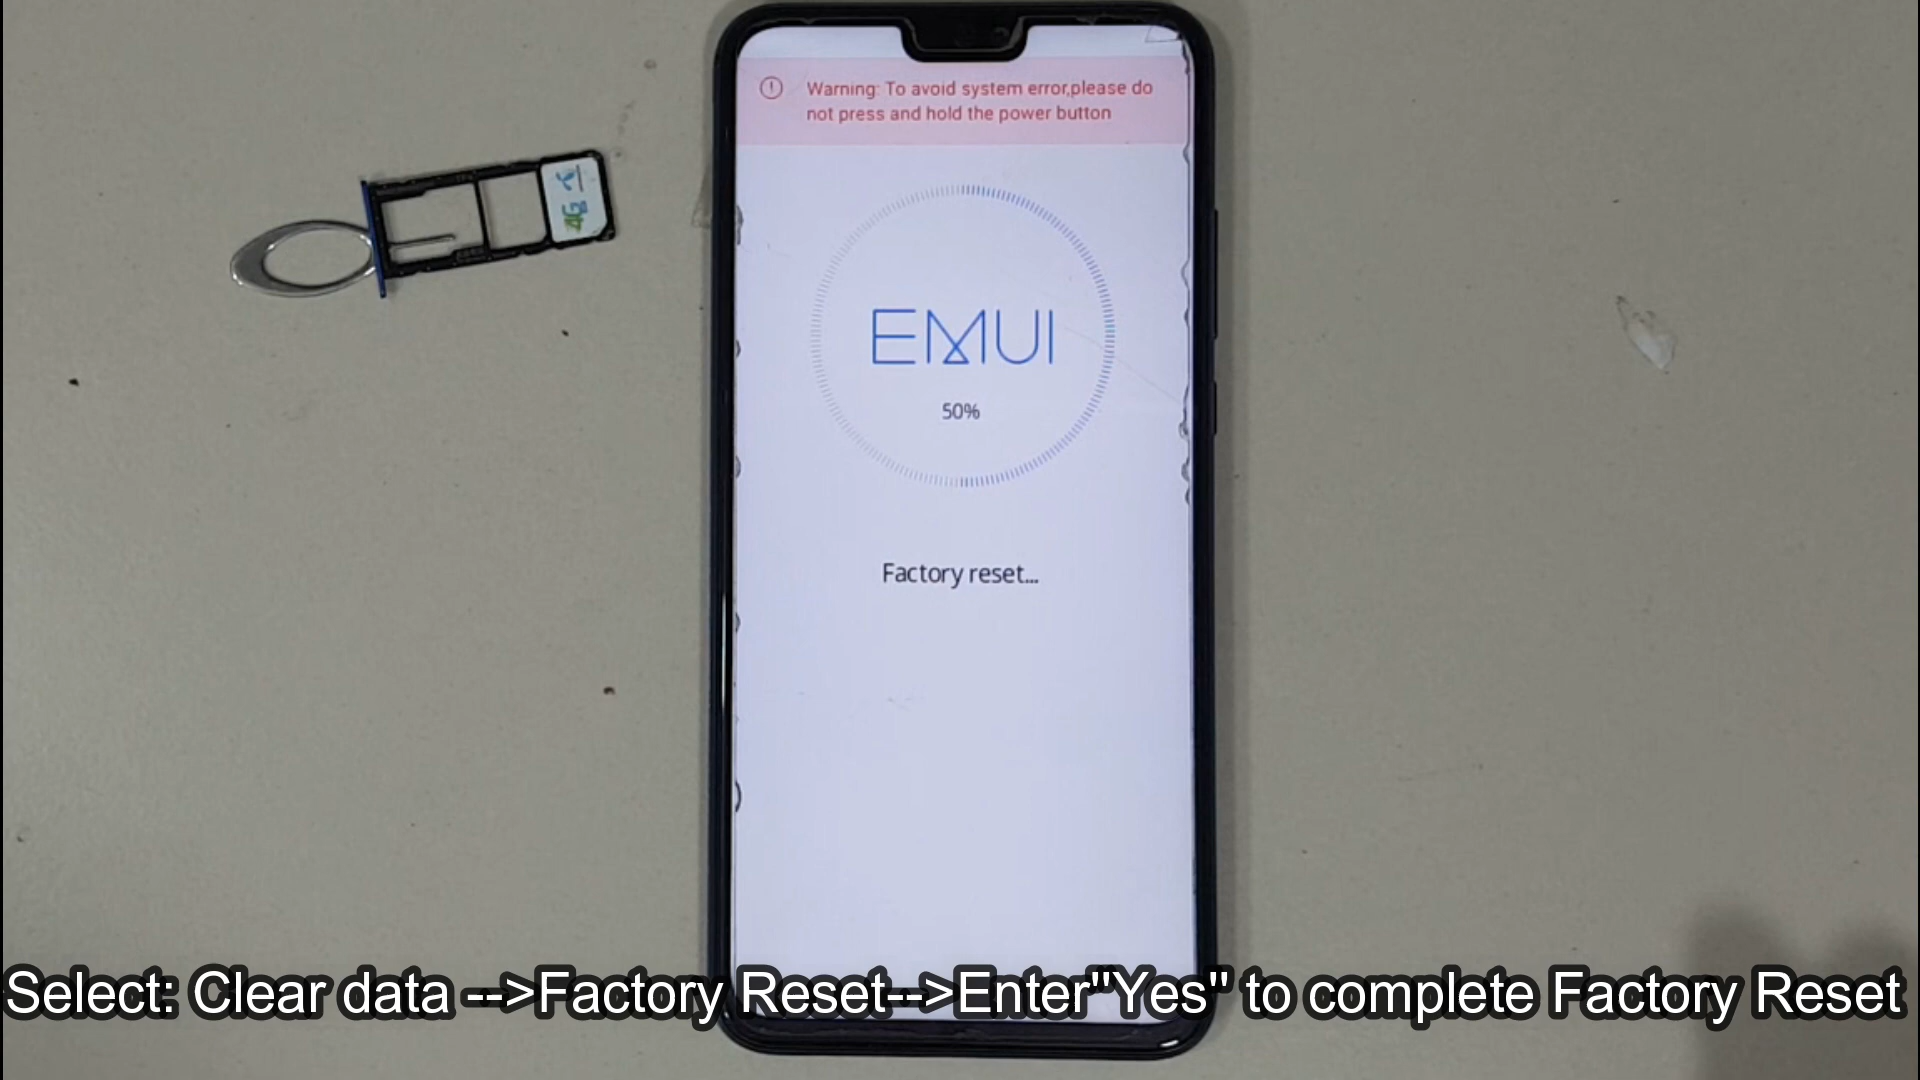 Warning: To avoid system error,please do
not press and hold the power button
EMUI
50%
Factory reset...
4G
Select: Clear data -->Factory Reset-->Enter"Yes" to complete Factory Reset